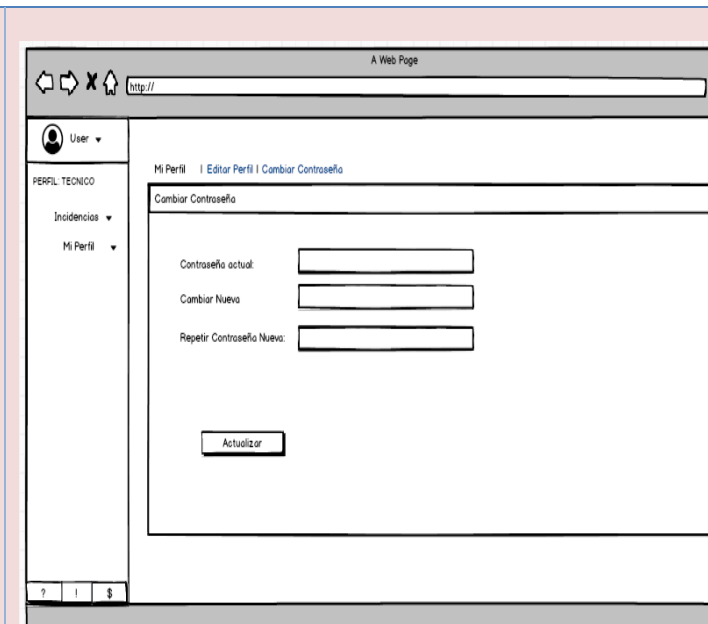 A Web Page
http://
User
PERFIL: TECNICO
Incidencias
Mi Perfil
Mi Perfil | Editar Perfil | Cambiar Contraseña
Cambiar Contraseña
Contraseña actual:
Cambiar Nueva
Repetir Contraseña Nueva:
Actualizar
? ! $